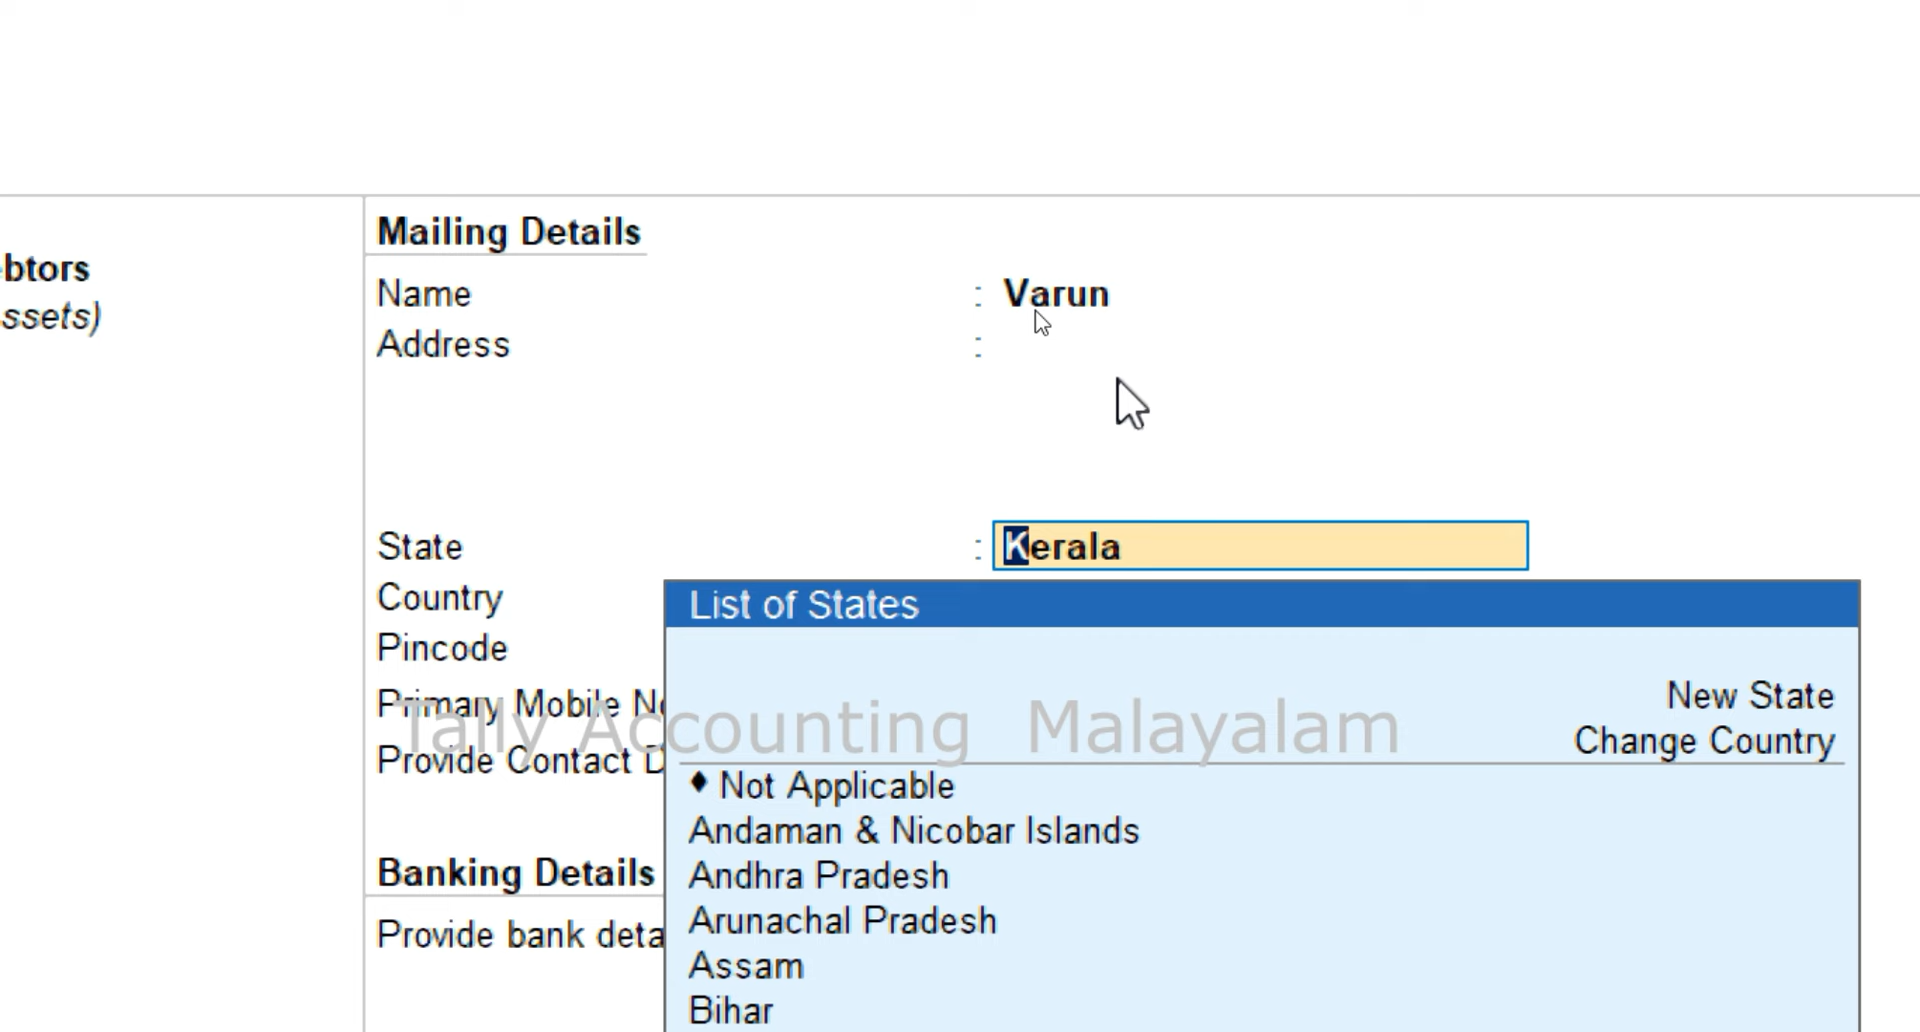 Mailing Details
btors
Name : Varun
ssets)
Address :
State : Kerala
Country
List of States
Pincode
New State
Primary Mobile No
Tally Accounting Malayalam
Change Country
Provide Contact D
♦ Not Applicable
Andaman & Nicobar Islands
Banking Details
Andhra Pradesh
Arunachal Pradesh
Provide bank deta
Assam
Bihar